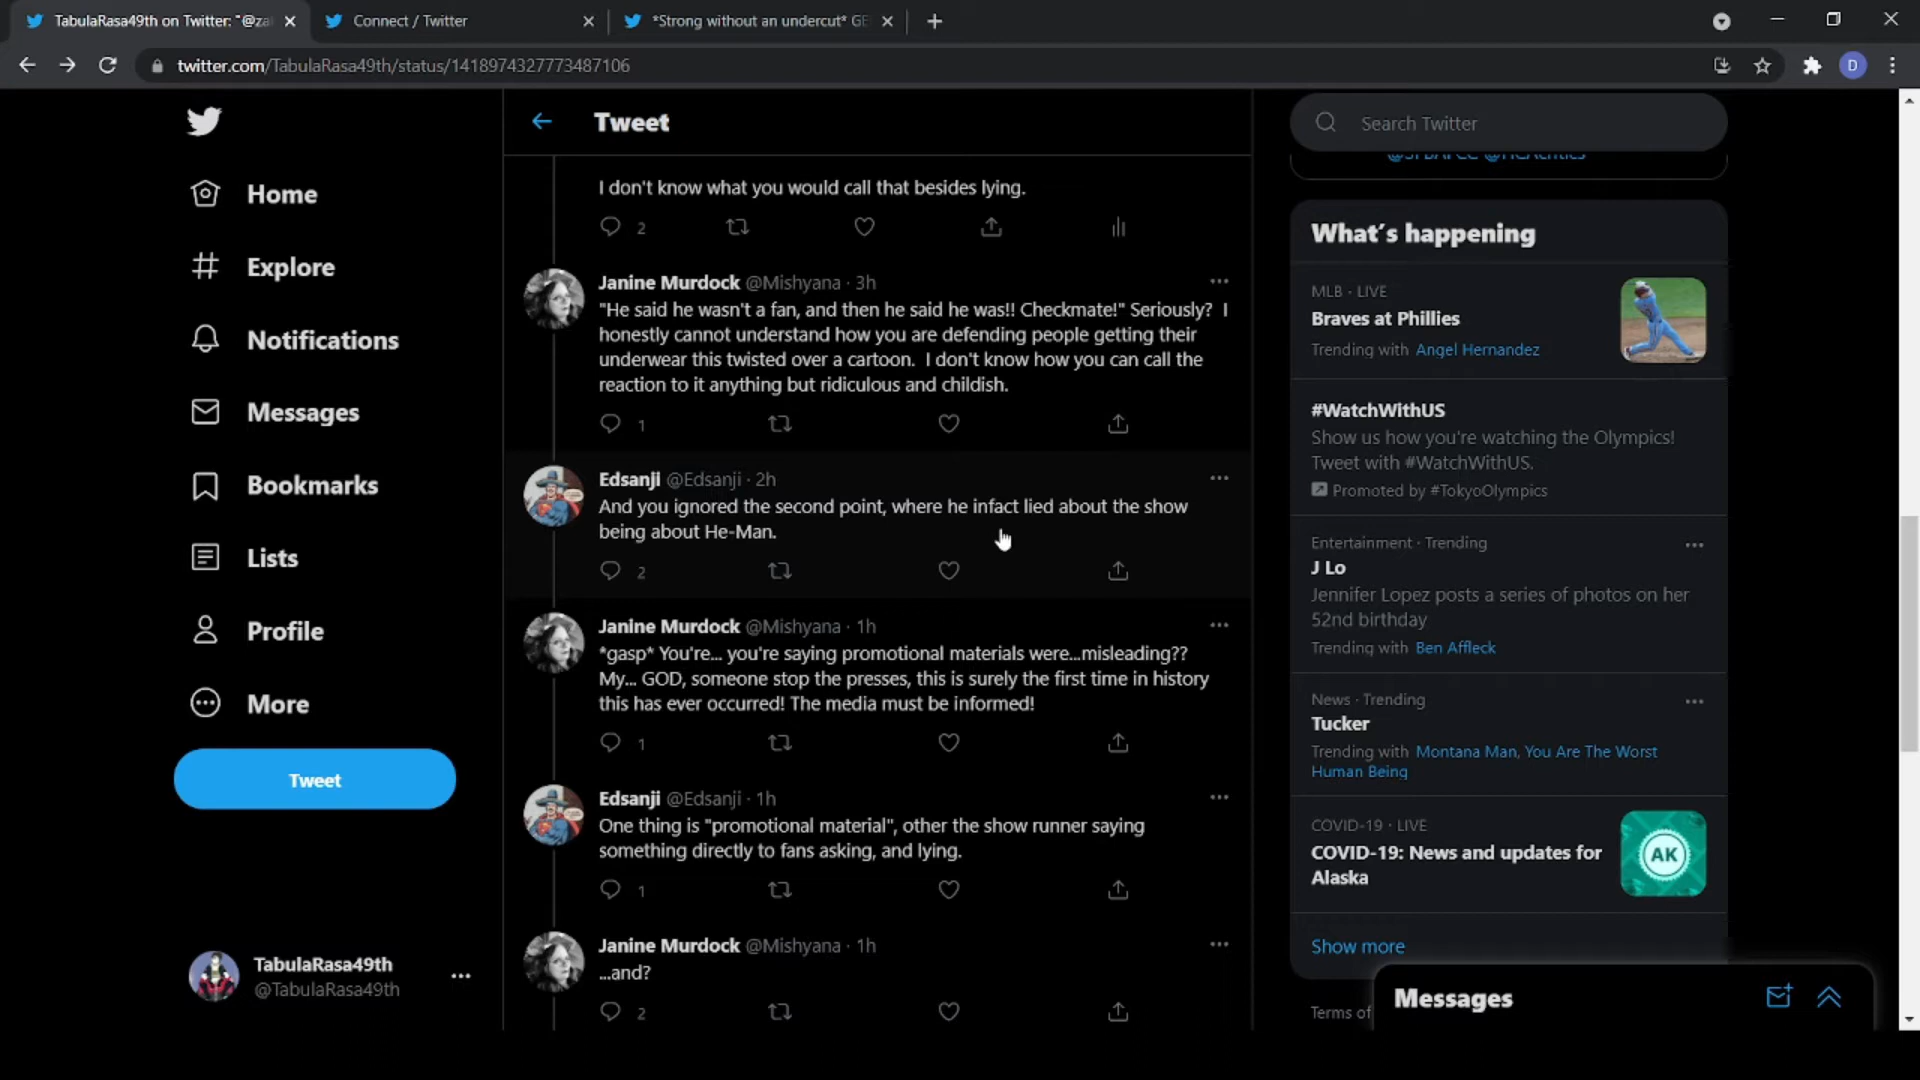 TabulaRasa49th on Twitter: "@za
Connect / Twitter
*Strong without an undercut* GE
twitter.com/TabulaRasa49th/status/1418974327773487106
D
Home
Explore
Notifications
Messages
Bookmarks
Lists
Profile
More
Tweet
TabulaRasa49th
@TabulaRasa49th
Tweet
I don't know what you would call that besides lying.
2
Janine Murdock @Mishyana · 3h
"He said he wasn't a fan, and then he said he was!! Checkmate!" Seriously? I
honestly cannot understand how you are defending people getting their
underwear this twisted over a cartoon. I don't know how you can call the
reaction to it anything but ridiculous and childish.
1
Edsanji @Edsanji · 2h
And you ignored the second point, where he infact lied about the show
being about He-Man.
2
Janine Murdock @Mishyana · 1h
*gasp* You're... you're saying promotional materials were...misleading??
My... GOD, someone stop the presses, this is surely the first time in history
this has ever occurred! The media must be informed!
1
Edsanji @Edsanji · 1h
One thing is "promotional material", other the show runner saying
something directly to fans asking, and lying.
1
Janine Murdock @Mishyana · 1h
...and?
2
Search Twitter
What's happening
MLB · LIVE
Braves at Phillies
Trending with Angel Hernandez
#WatchWithUS
Show us how you're watching the Olympics!
Tweet with #WatchWithUS.
Promoted by #TokyoOlympics
Entertainment · Trending
J Lo
Jennifer Lopez posts a series of photos on her
52nd birthday
Trending with Ben Affleck
News · Trending
Tucker
Trending with Montana Man, You Are The Worst
Human Being
COVID-19 · LIVE
COVID-19: News and updates for
Alaska
AK
Show more
Terms of
Messages